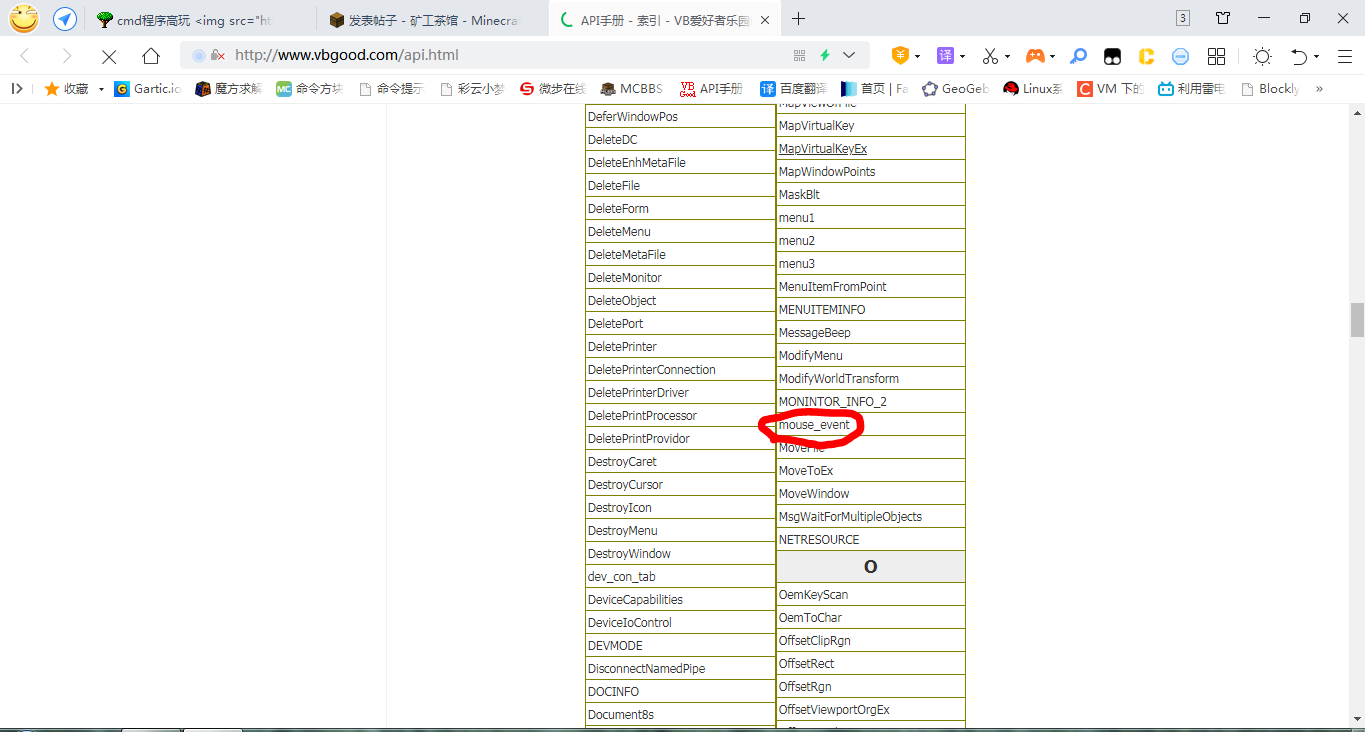 cmd程序高玩 <img src="ht
发表帖子 - 矿工茶馆 - Minecra
API手册 - 索引 - VB爱好者乐园
3
http://www.vbgood.com/api.html
译
收藏
Gartic.io
魔方求解
MC 命令方块
命令提示
彩云小梦
微步在线
MCBBS
VB Good API手册
译 百度翻译
首页 | Fa
GeoGeb
Linux系
C VM 下的
利用雷电
Blockly
»
DeferWindowPos
DeleteDC
DeleteEnhMetaFile
DeleteFile
DeleteForm
DeleteMenu
DeleteMetaFile
DeleteMonitor
DeleteObject
DeletePort
DeletePrinter
DeletePrinterConnection
DeletePrinterDriver
DeletePrintProcessor
DeletePrintProvidor
DestroyCaret
DestroyCursor
DestroyIcon
DestroyMenu
DestroyWindow
dev_con_tab
DeviceCapabilities
DeviceIoControl
DEVMODE
DisconnectNamedPipe
DOCINFO
Document8s
MapViewOfFile
MapVirtualKey
MapVirtualKeyEx
MapWindowPoints
MaskBlt
menu1
menu2
menu3
MenuItemFromPoint
MENUITEMINFO
MessageBeep
ModifyMenu
ModifyWorldTransform
MONINTOR_INFO_2
mouse_event
MoveFile
MoveToEx
MoveWindow
MsgWaitForMultipleObjects
NETRESOURCE
O
OemKeyScan
OemToChar
OffsetClipRgn
OffsetRect
OffsetRgn
OffsetViewportOrgEx